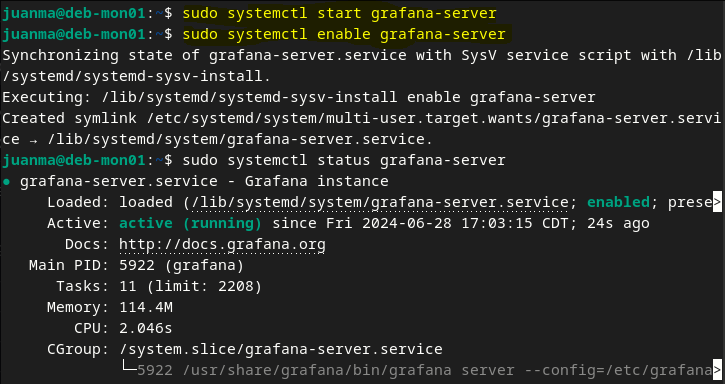 juanma@deb-mon01:~$ sudo systemctl start grafana-server
juanma@deb-mon01:~$ sudo systemctl enable grafana-server
Synchronizing state of grafana-server.service with SysV service script with /lib
/systemd/systemd-sysv-install.
Executing: /lib/systemd/systemd-sysv-install enable grafana-server
Created symlink /etc/systemd/system/multi-user.target.wants/grafana-server.servi
ce → /lib/systemd/system/grafana-server.service.
juanma@deb-mon01:~$ sudo systemctl status grafana-server
● grafana-server.service - Grafana instance
     Loaded: loaded (/lib/systemd/system/grafana-server.service; enabled; prese>
     Active: active (running) since Fri 2024-06-28 17:03:15 CDT; 24s ago
       Docs: http://docs.grafana.org
   Main PID: 5922 (grafana)
      Tasks: 11 (limit: 2208)
     Memory: 114.4M
        CPU: 2.046s
     CGroup: /system.slice/grafana-server.service
             └─5922 /usr/share/grafana/bin/grafana server --config=/etc/grafana>